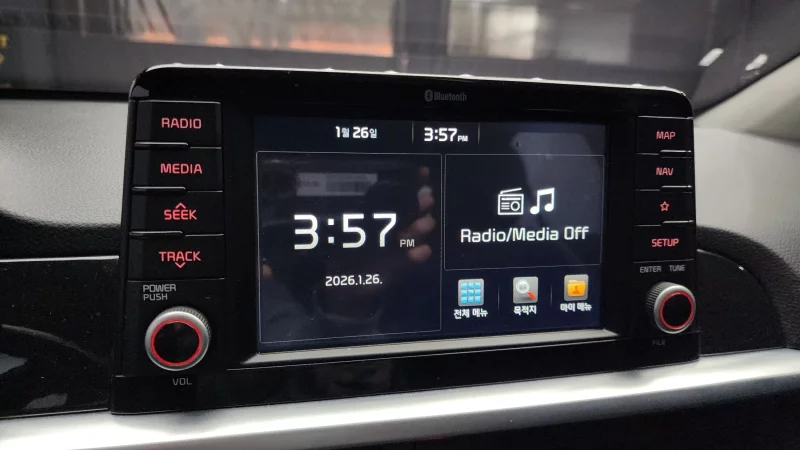 Bluetooth
RADIO
MEDIA
SEEK
TRACK
POWER
PUSH
VOL
1월 26일 3:57 PM
3:57 PM
2026.1.26.
Radio/Media Off
전체 메뉴 목적지 마이 메뉴
MAP
NAV
SETUP
ENTER TUNE
FILE